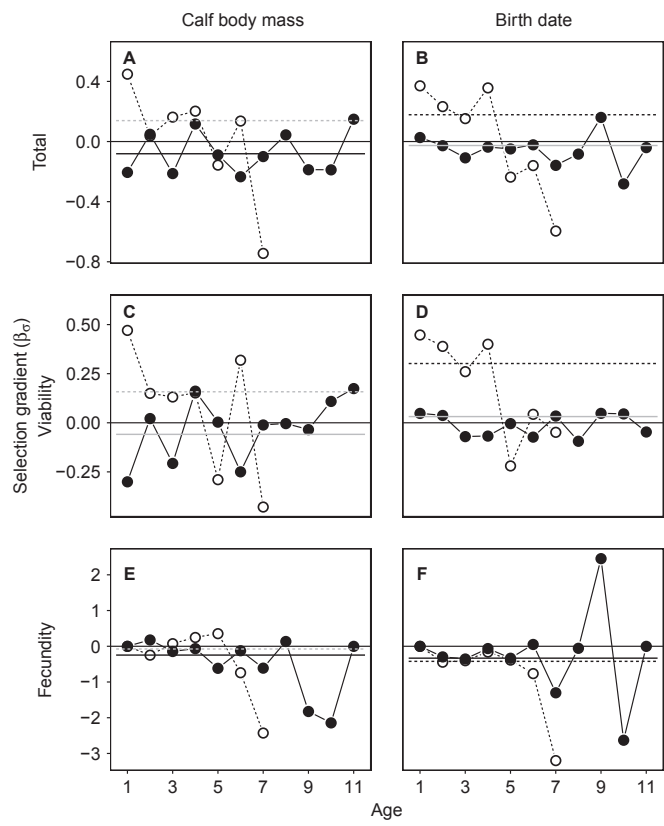 Calf body mass Birth date
A B
0.4
0.0
−0.4
−0.8
Total
C D
0.50
0.25
0.00
−0.25
Selection gradient (βσ)
Viability
E F
2
1
0
−1
−2
−3
Fecundity
1 3 5 7 9 11 1 3 5 7 9 11
Age